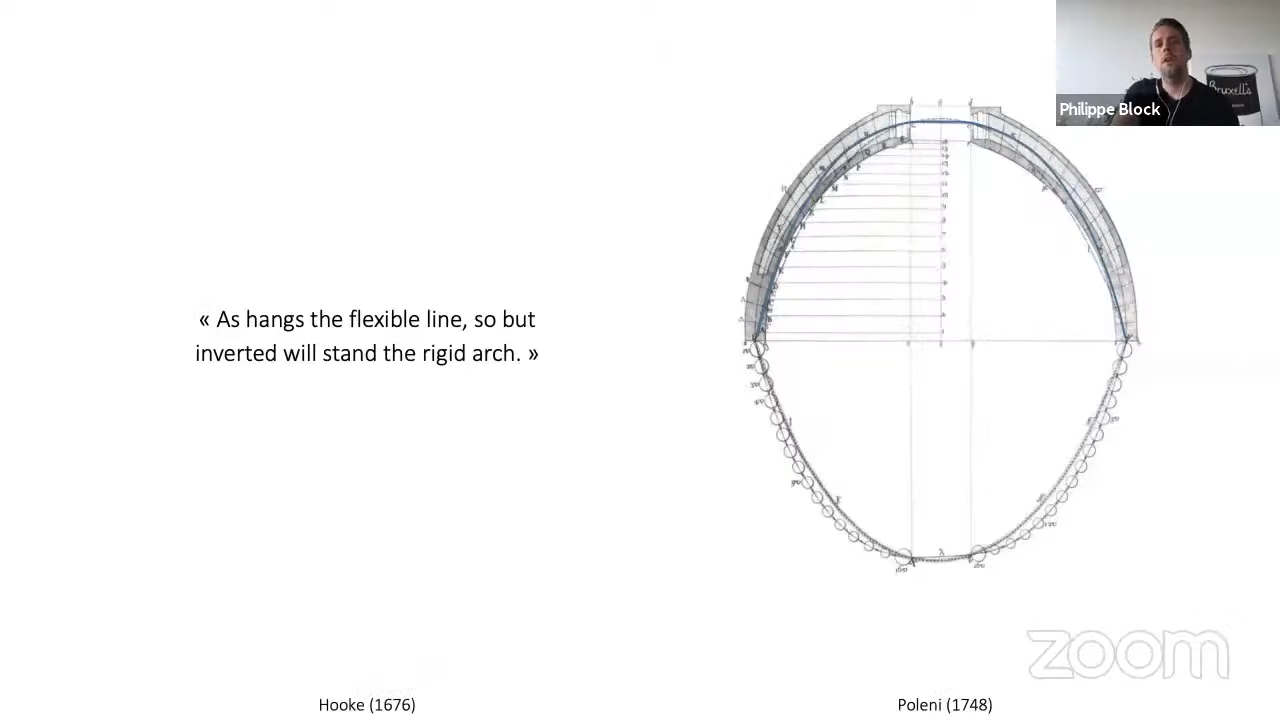 Philippe Block
Bruxell's
« As hangs the flexible line, so but
inverted will stand the rigid arch. »
zoom
Hooke (1676)
Poleni (1748)